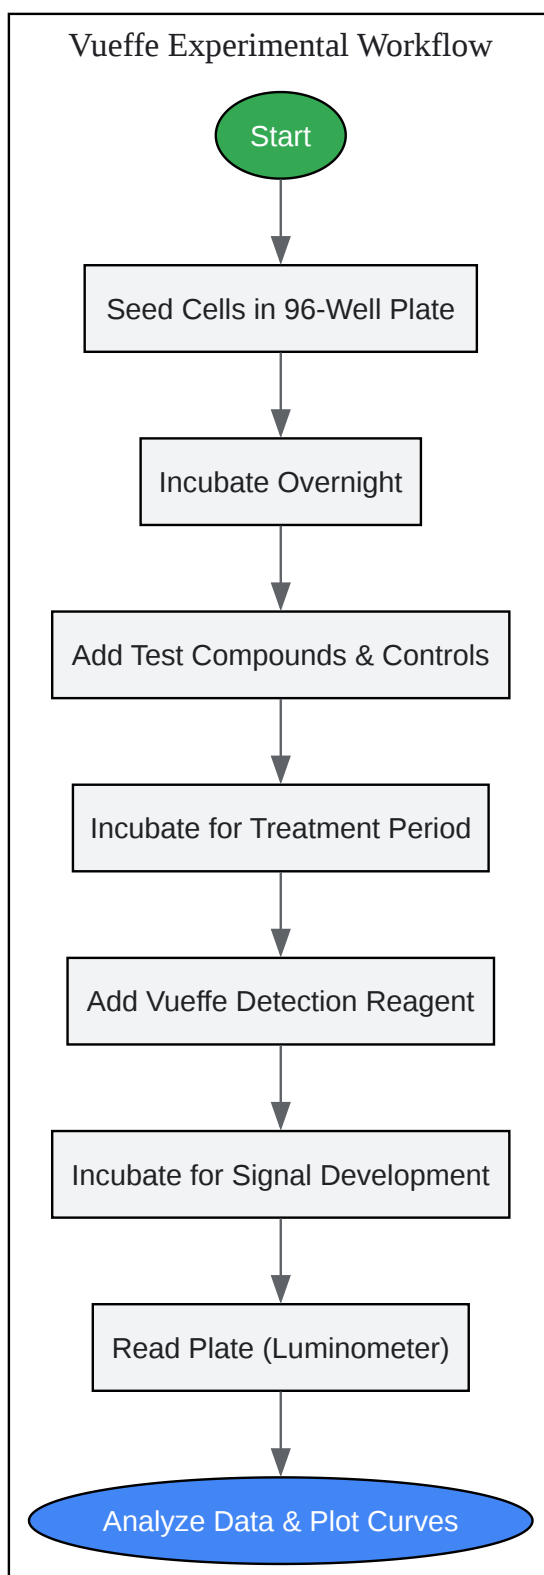 Vueffe Experimental Workflow
Start
Seed Cells in 96-Well Plate
Incubate Overnight
Add Test Compounds & Controls
Incubate for Treatment Period
Add Vueffe Detection Reagent
Incubate for Signal Development
Read Plate (Luminometer)
Analyze Data & Plot Curves